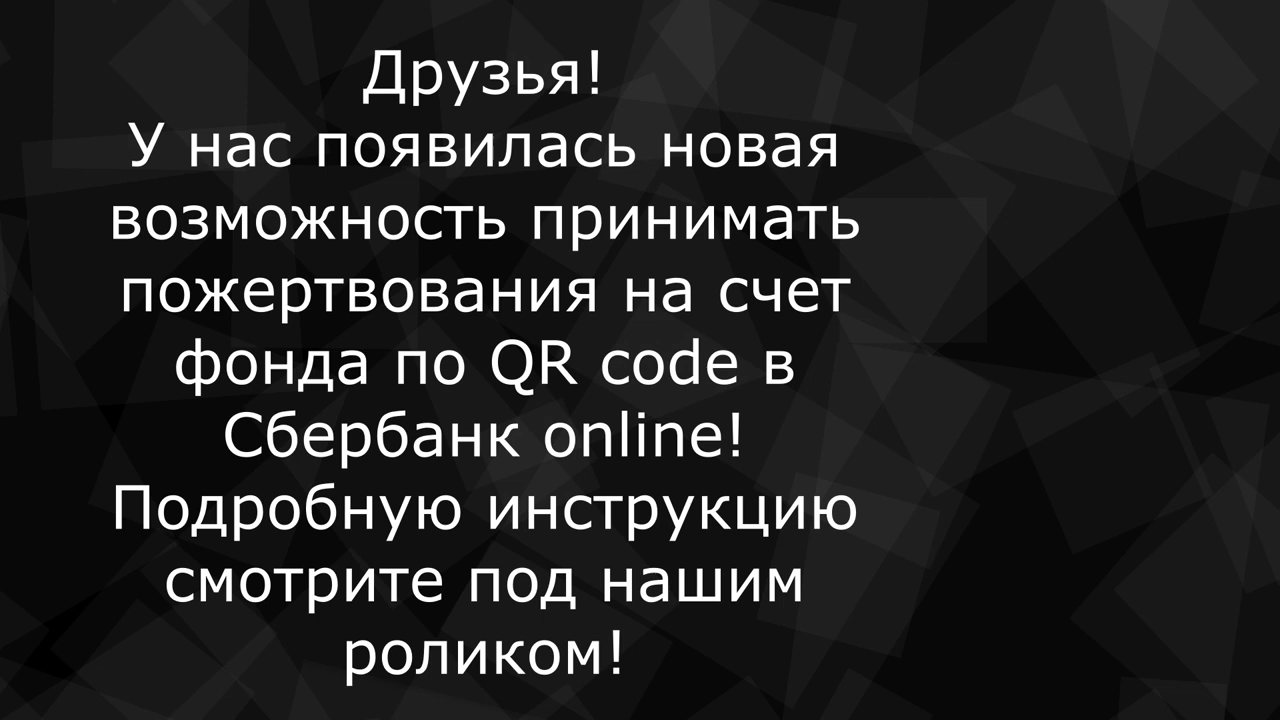 Друзья!
У нас появилась новая
возможность принимать
пожертвования на счет
фонда по QR code в
Сбербанк online!
Подробную инструкцию
смотрите под нашим
роликом!